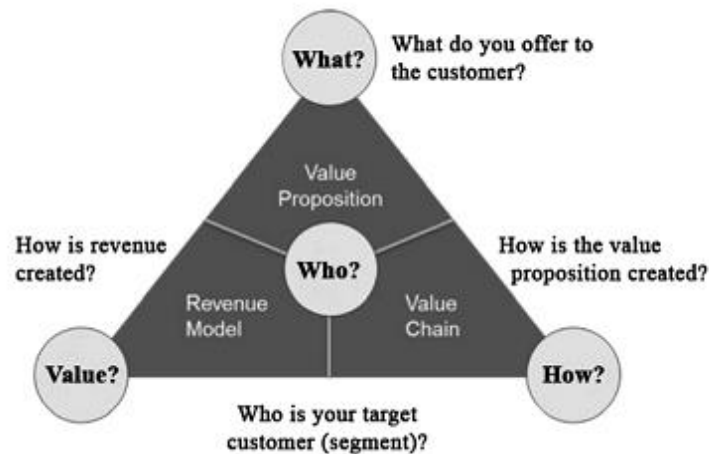 What?
What do you offer to
the customer?
Value
Proposition
How is revenue
created?
Who?
How is the value
proposition created?
Revenue
Model
Value
Chain
Value?
How?
Who is your target
customer (segment)?